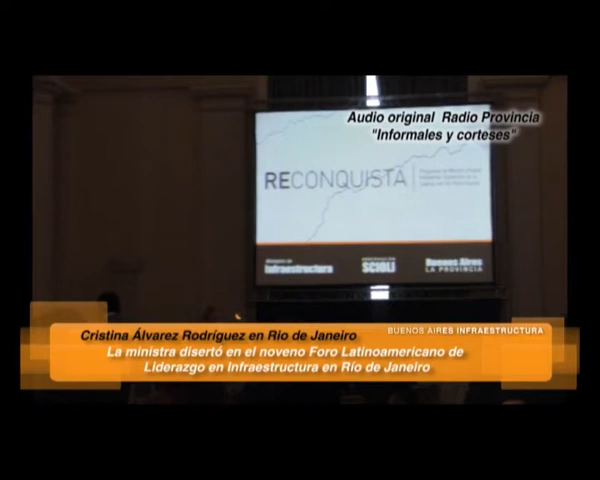 Audio original Radio Provincia
"Informales y corteses"
RECONQUISTA
Infraestructura
SCIOLI
Buenos Aires
LA PROVINCIA
BUENOS AIRES INFRAESTRUCTURA
Cristina Álvarez Rodríguez en Rio de Janeiro
La ministra disertó en el noveno Foro Latinoamericano de
Liderazgo en Infraestructura en Río de Janeiro